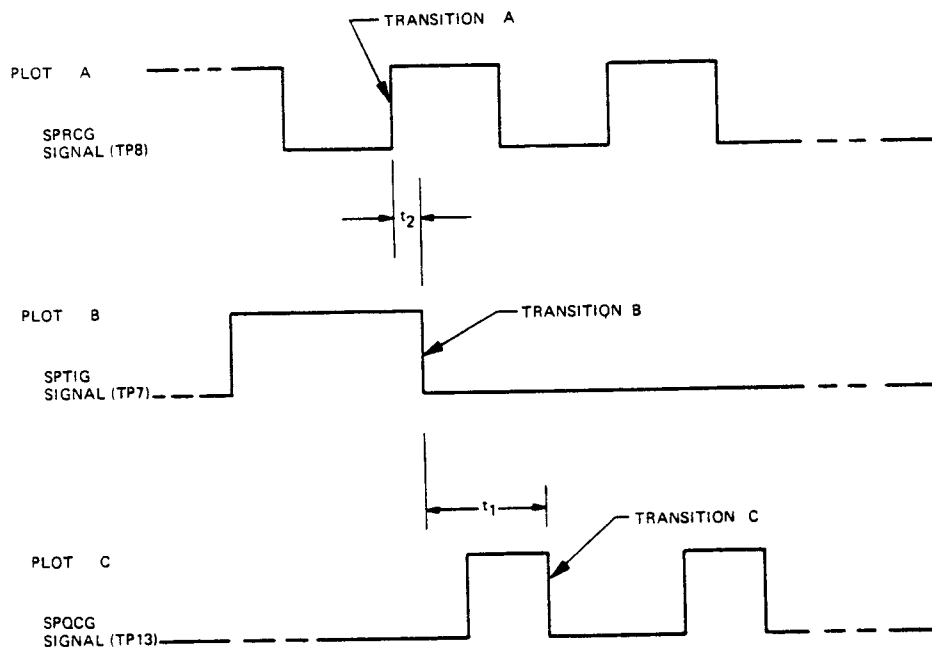 TRANSITION A
PLOT A
SPRCG
SIGNAL (TP8)
t2
PLOT B
TRANSITION B
SPTIG
SIGNAL (TP7)
t1
TRANSITION C
PLOT C
SPQCG
SIGNAL (TP13)